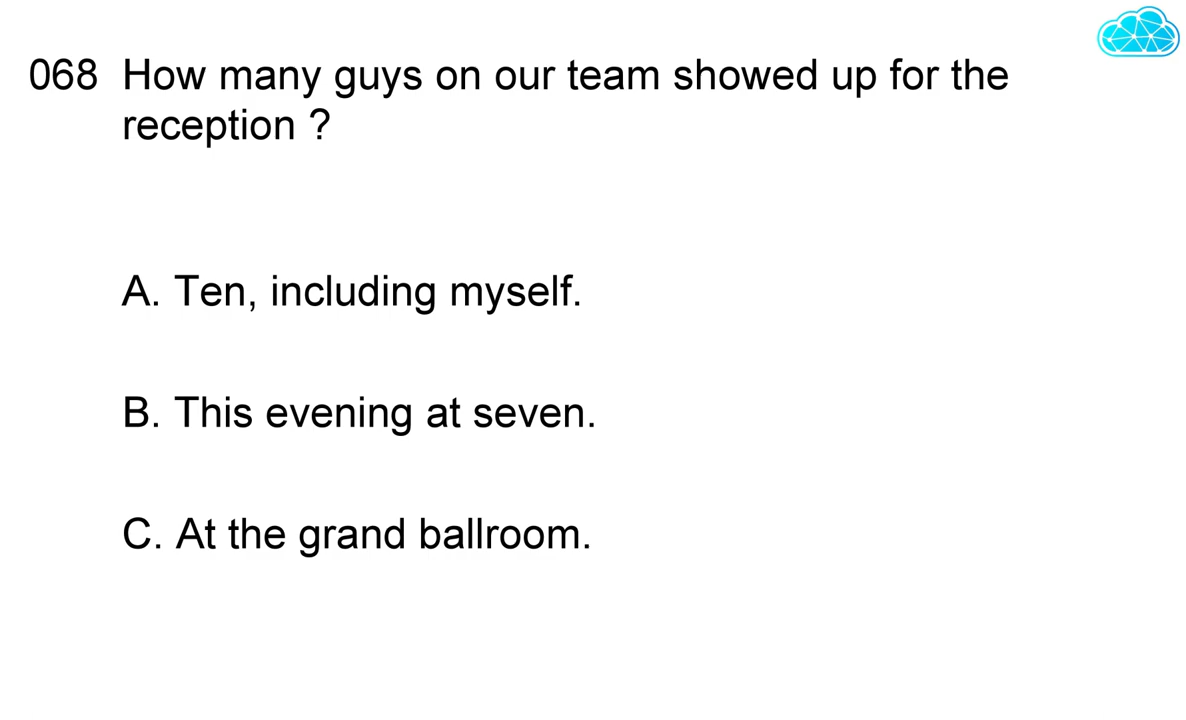 068 How many guys on our team showed up for the
reception ?
A. Ten, including myself.
B. This evening at seven.
C. At the grand ballroom.